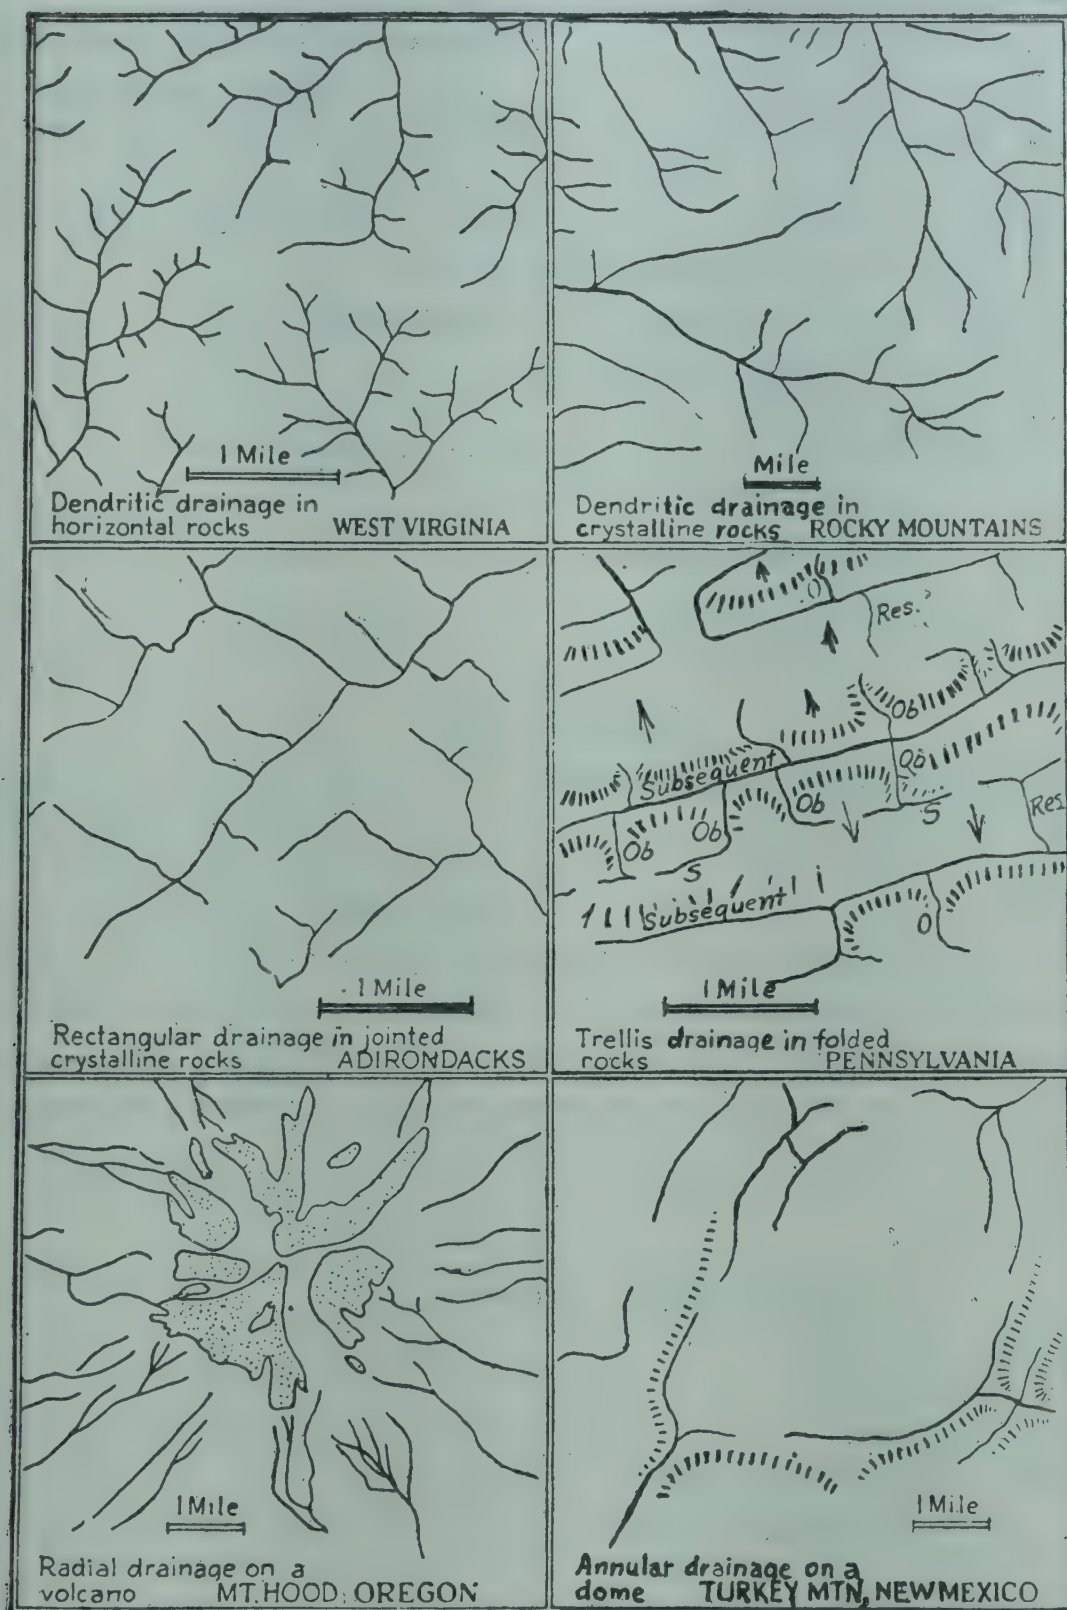 1 Mile
Dendritic drainage in
horizontal rocks WEST VIRGINIA
Mile
Dendritic drainage in
crystalline rocks ROCKY MOUNTAINS
1 Mile
Rectangular drainage in jointed
crystalline rocks ADIRONDACKS
O
Res.?
Ob
Subsequent
Ob
Ob
S
Res
Ob
Ob
S
Subsequent
O
1 Mile
Trellis drainage in folded
rocks PENNSYLVANIA
1 Mile
Radial drainage on a
volcano MT. HOOD: OREGON
1 Mile
Annular drainage on a
dome TURKEY MTN, NEW MEXICO